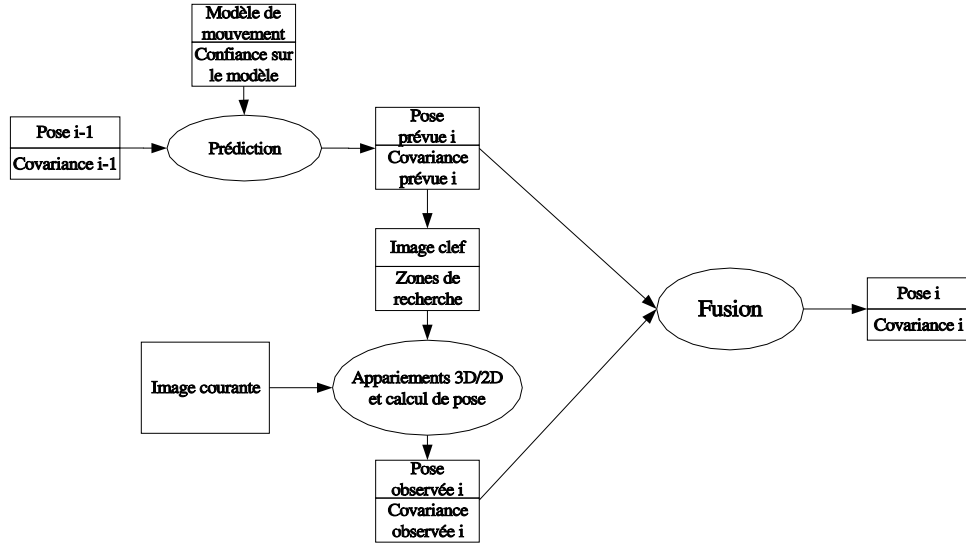 Modèle de
mouvement
Confiance sur
le modèle
Pose i-1
Covariance i-1
Prédiction
Pose
prévue i
Covariance
prévue i
Image clef
Zones de
recherche
Fusion
Pose i
Covariance i
Image courante
Appariements 3D/2D
et calcul de pose
Pose
observée i
Covariance
observée i